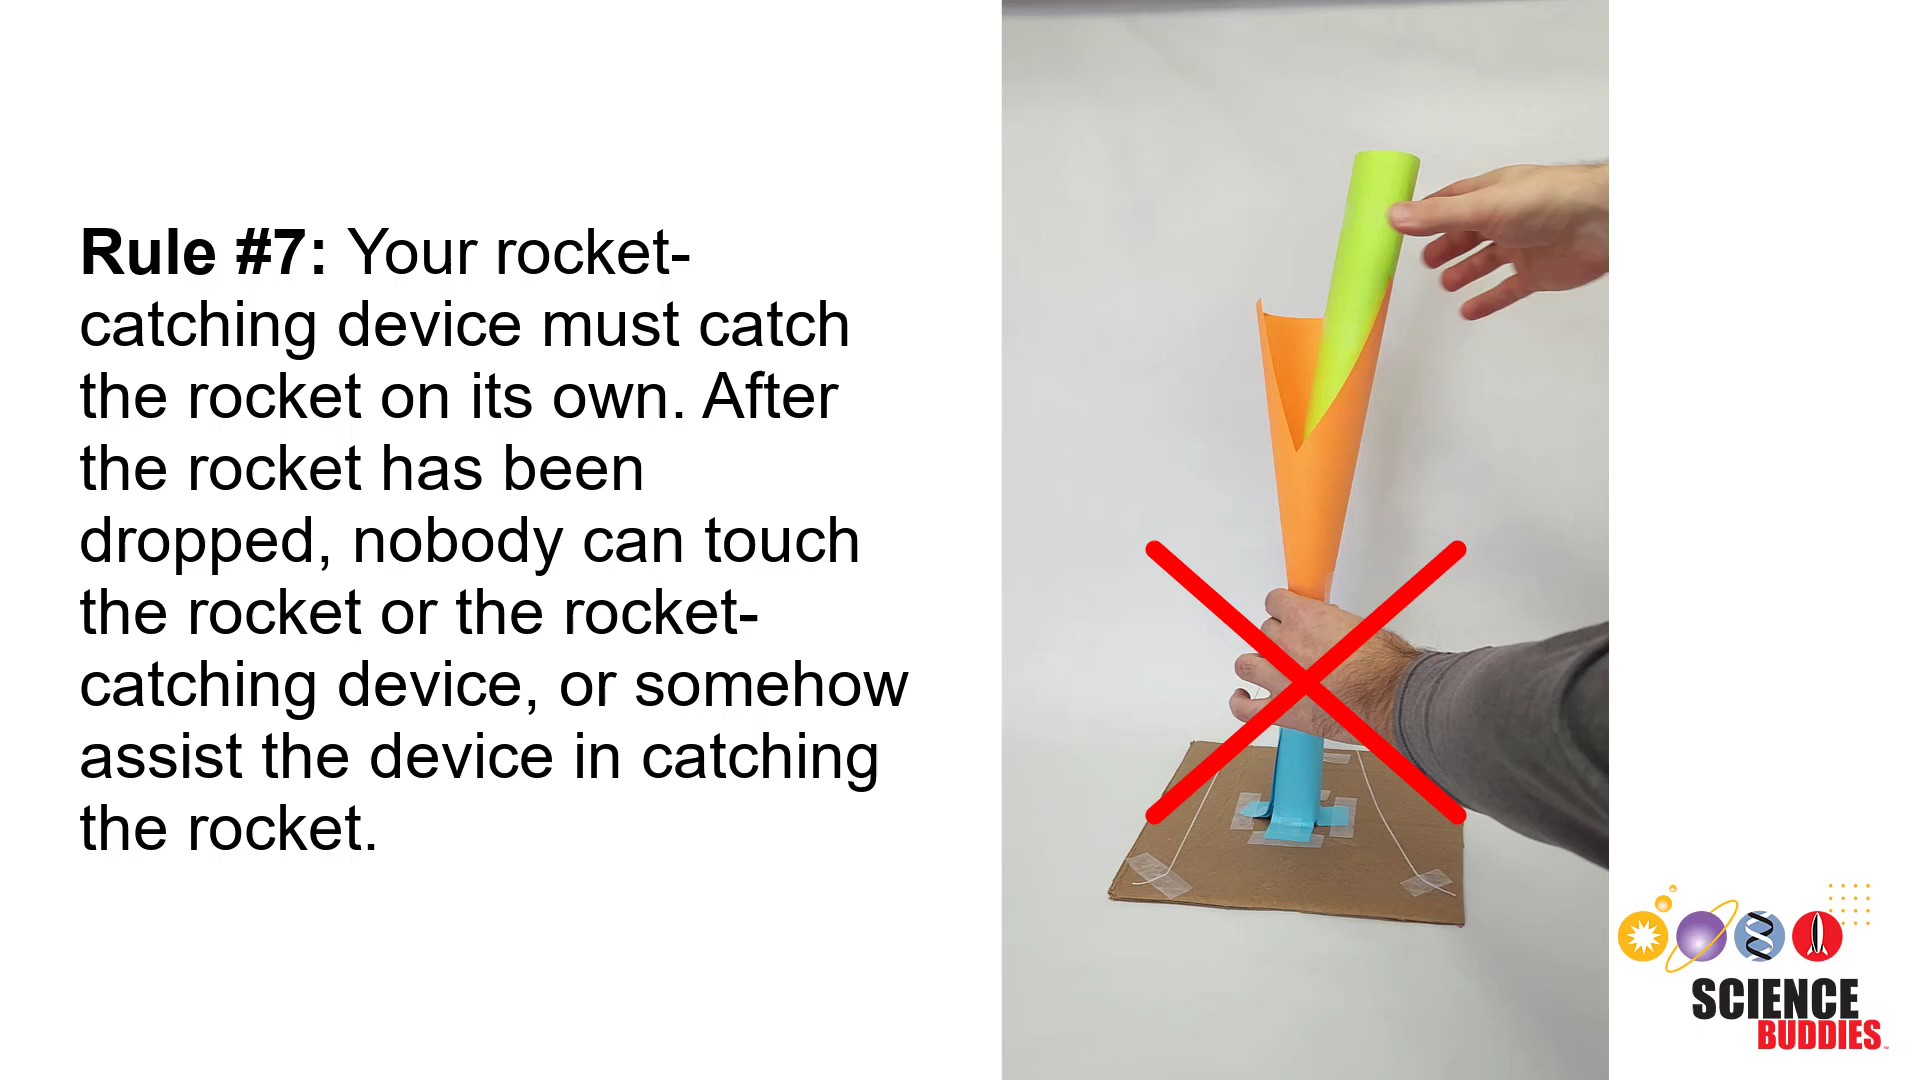 Rule #7: Your rocket-
catching device must catch
the rocket on its own. After
the rocket has been
dropped, nobody can touch
the rocket or the rocket-
catching device, or somehow
assist the device in catching
the rocket.
SCIENCE
BUDDIES